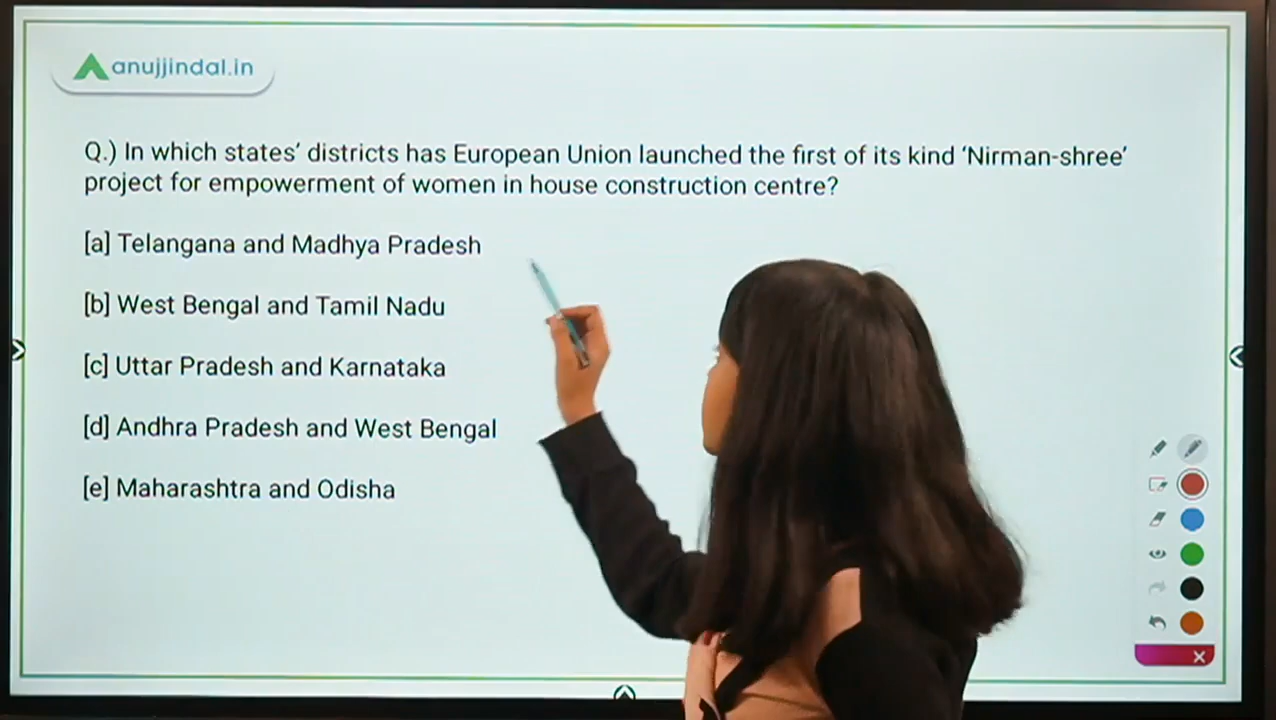 anujjindal.in
Q.) In which states’ districts has European Union launched the first of its kind ‘Nirman-shree’
project for empowerment of women in house construction centre?
[a] Telangana and Madhya Pradesh
[b] West Bengal and Tamil Nadu
[c] Uttar Pradesh and Karnataka
[d] Andhra Pradesh and West Bengal
[e] Maharashtra and Odisha